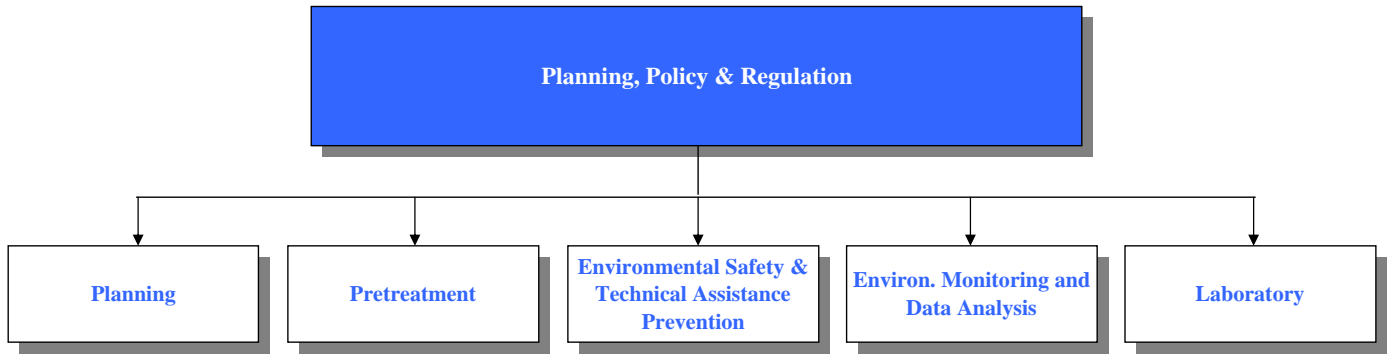 Planning, Policy & Regulation
Planning
Pretreatment
Environmental Safety &
Technical Assistance
Prevention
Environ. Monitoring and
Data Analysis
Laboratory